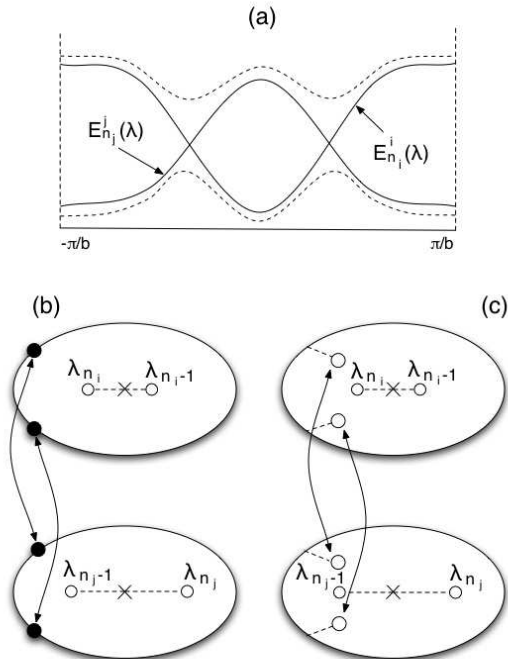 (a)
E^j_{n_j}(λ)
E^i_{n_i}(λ)
-π/b π/b
(b) (c)
λ_{n_i} λ_{n_i-1} λ_{n_i} λ_{n_i-1}
λ_{n_j-1} λ_{n_j} λ_{n_j-1} λ_{n_j}